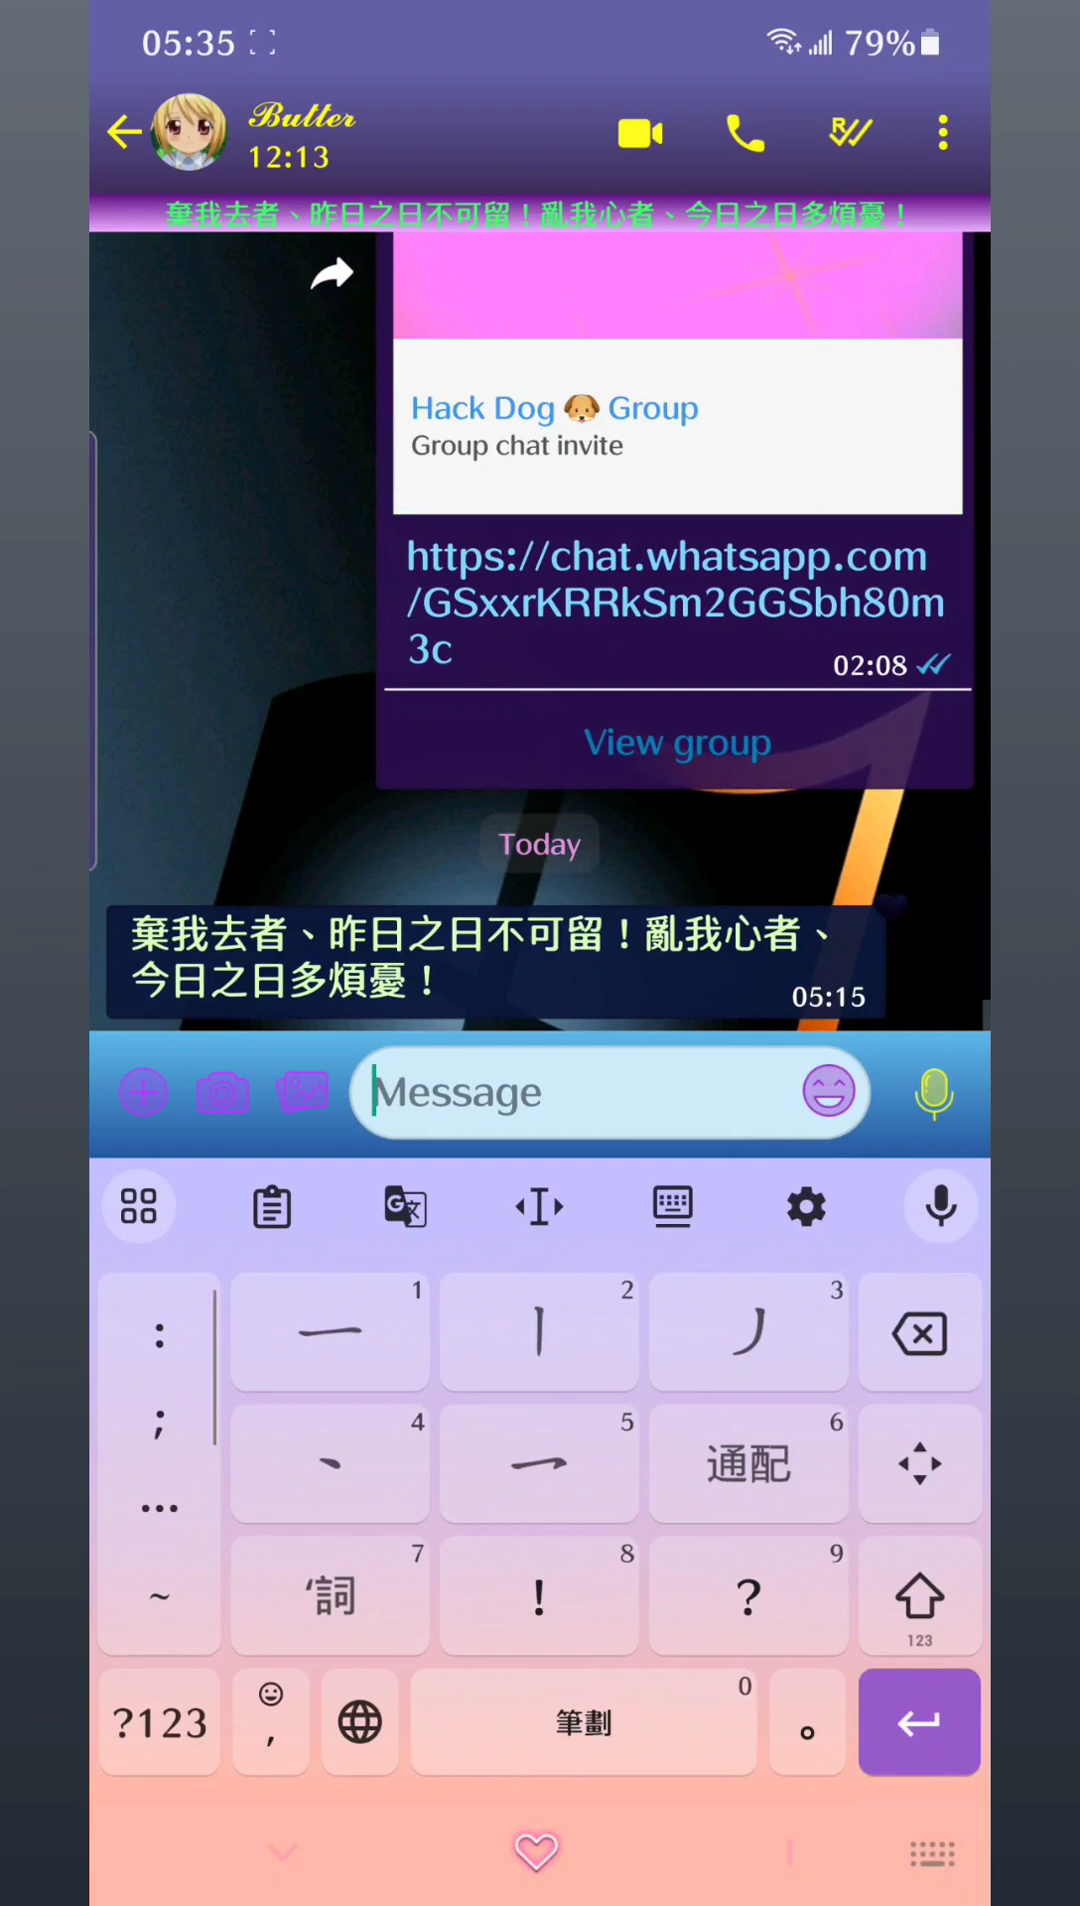 05:35
79%
Butter
12:13
棄我去者、昨日之日不可留！亂我心者、今日之日多煩憂！
Hack Dog 🐶 Group
Group chat invite
https://chat.whatsapp.com
/GSxxrKRRkSm2GGSbh80m
3c
02:08
View group
Today
棄我去者、昨日之日不可留！亂我心者、
今日之日多煩憂！
05:15
Message
: 一 1 丨 2 丿 3
; 丶 4 ㇀ 5 通配 6
…
~ '詞 7 ! 8 ? 9 123
?123 , 筆劃 0 。